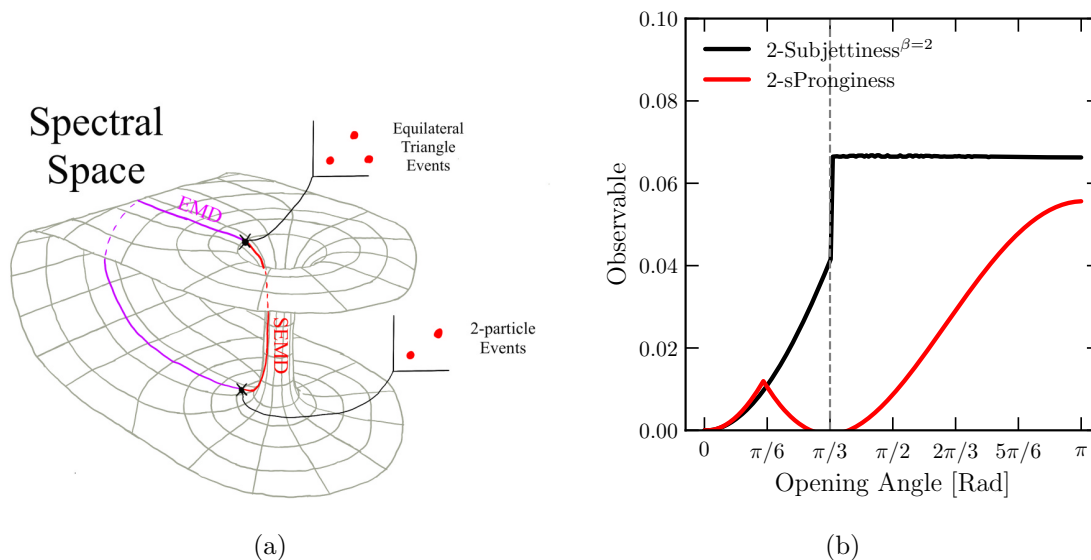 Spectral
Space
Equilateral
Triangle
Events
EMD
2-particle
Events
SEMD
(a)
0.10
0.08
0.06
0.04
0.02
0.00
Observable
2-Subjettiness^{β=2}
2-sPronginess
0 π/6 π/3 π/2 2π/3 5π/6 π
Opening Angle [Rad]
(b)